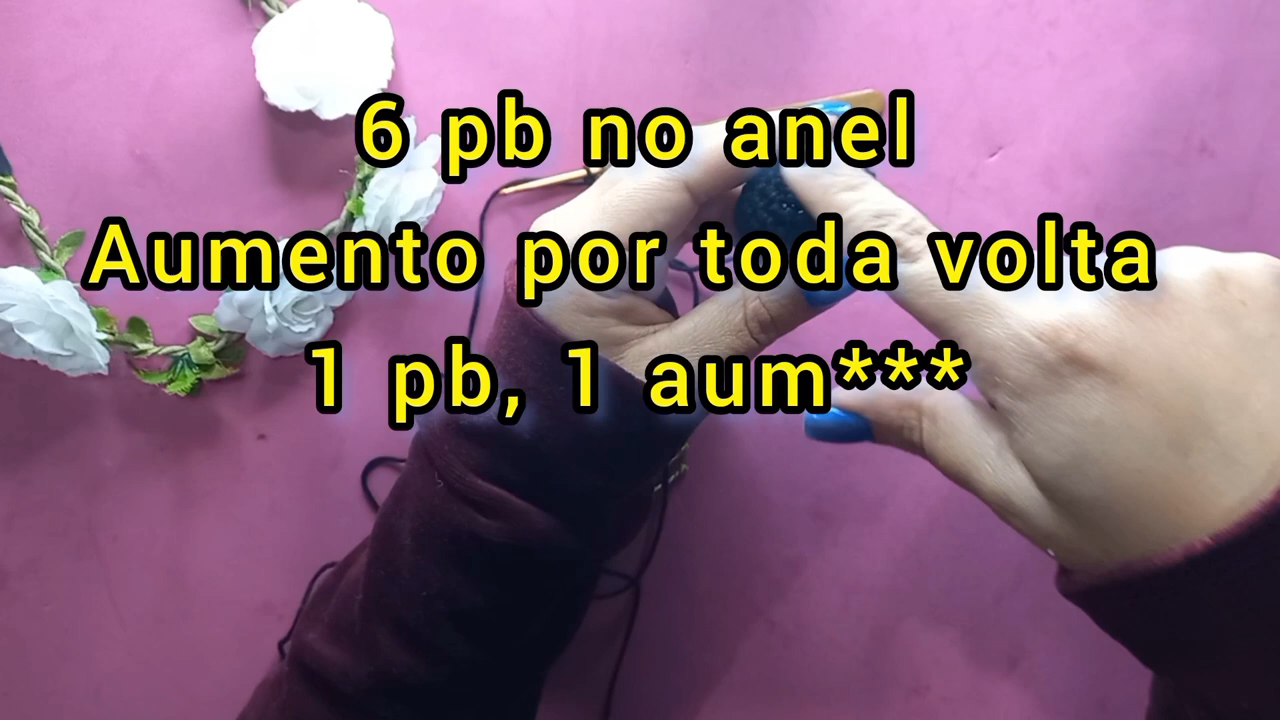 6 pb no anel
Aumento por toda volta
1 pb, 1 aum***